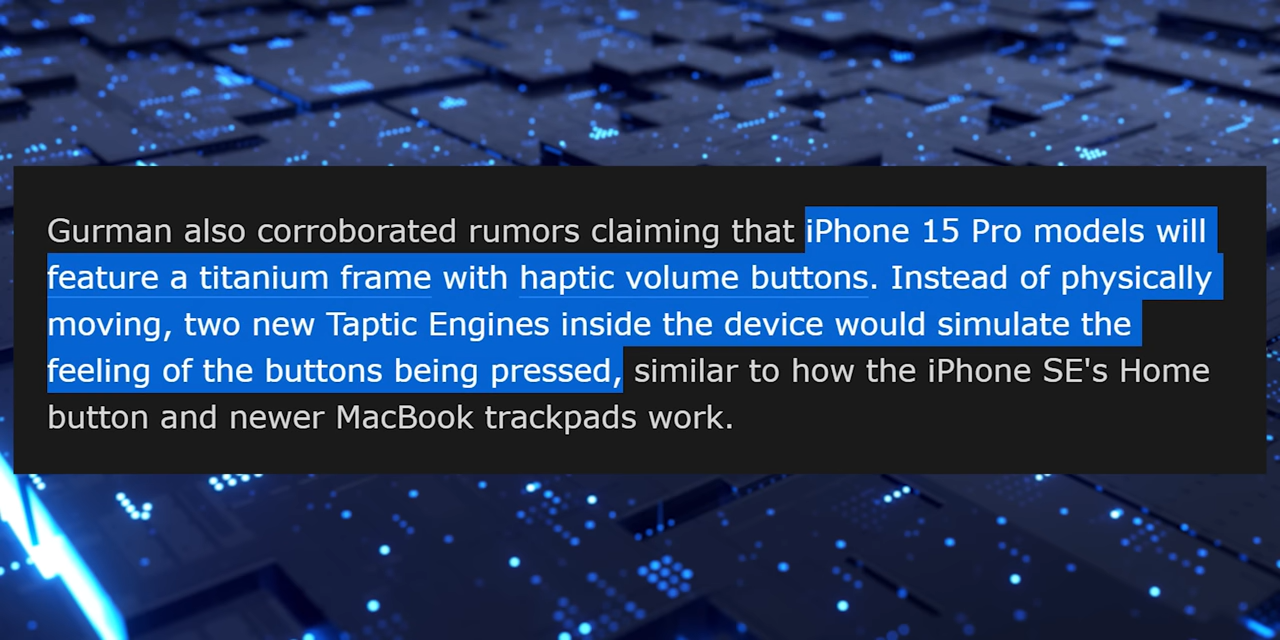 Gurman also corroborated rumors claiming that iPhone 15 Pro models will
feature a titanium frame with haptic volume buttons. Instead of physically
moving, two new Taptic Engines inside the device would simulate the
feeling of the buttons being pressed, similar to how the iPhone SE's Home
button and newer MacBook trackpads work.